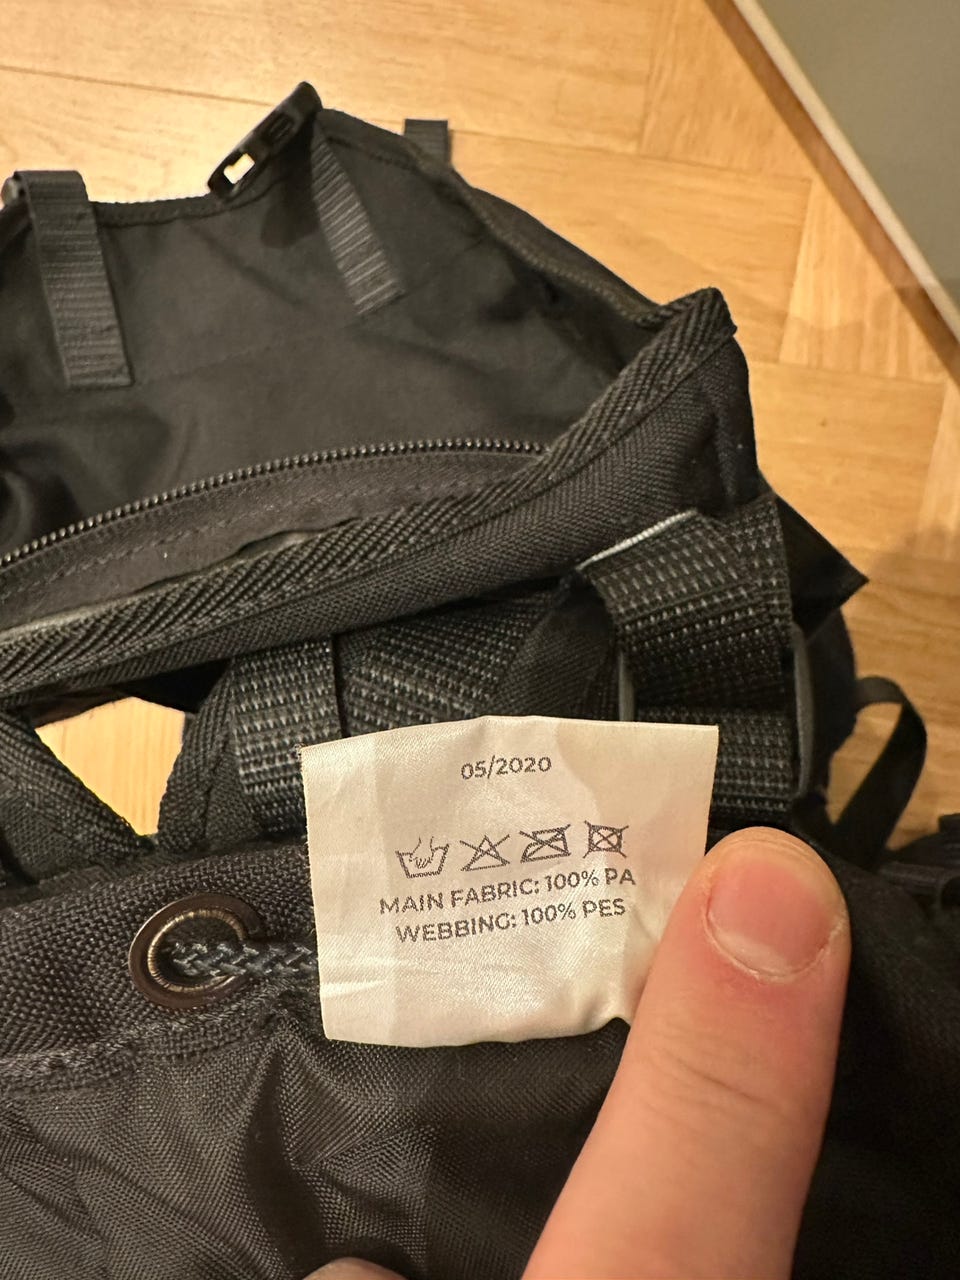 05/2020
MAIN FABRIC: 100% PA
WEBBING: 100% PES